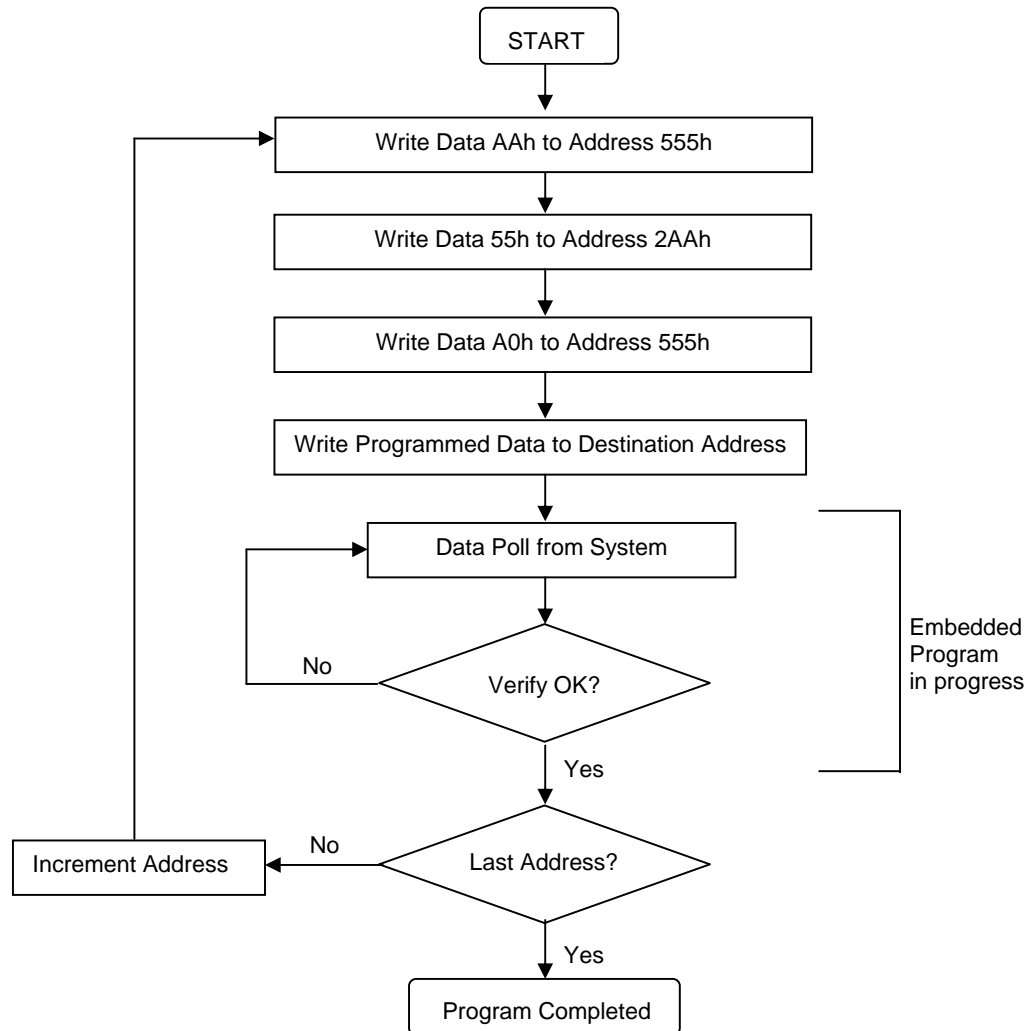 START
Write Data AAh to Address 555h
Write Data 55h to Address 2AAh
Write Data A0h to Address 555h
Write Programmed Data to Destination Address
Data Poll from System
Embedded
Program
in progress
No
Verify OK?
Yes
Increment Address
No
Last Address?
Yes
Program Completed